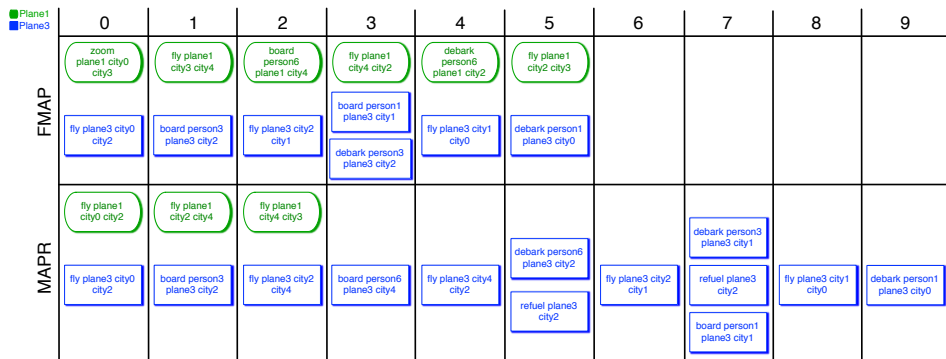 Plane1
Plane3
0 1 2 3 4 5 6 7 8 9
FMAP
zoom
plane1 city0
city3
fly plane1
city3 city4
board
person6
plane1 city4
fly plane1
city4 city2
debark
person6
plane1 city2
fly plane1
city2 city3
fly plane3 city0
city2
board person3
plane3 city2
fly plane3 city2
city1
board person1
plane3 city1
debark person3
plane3 city2
fly plane3 city1
city0
debark person1
plane3 city0
MAPR
fly plane1
city0 city2
fly plane1
city2 city4
fly plane1
city4 city3
fly plane3 city0
city2
board person3
plane3 city2
fly plane3 city2
city4
board person6
plane3 city4
fly plane3 city4
city2
debark person6
plane3 city2
refuel plane3
city2
fly plane3 city2
city1
debark person3
plane3 city1
refuel plane3
city2
board person1
plane3 city1
fly plane3 city1
city0
debark person1
plane3 city0